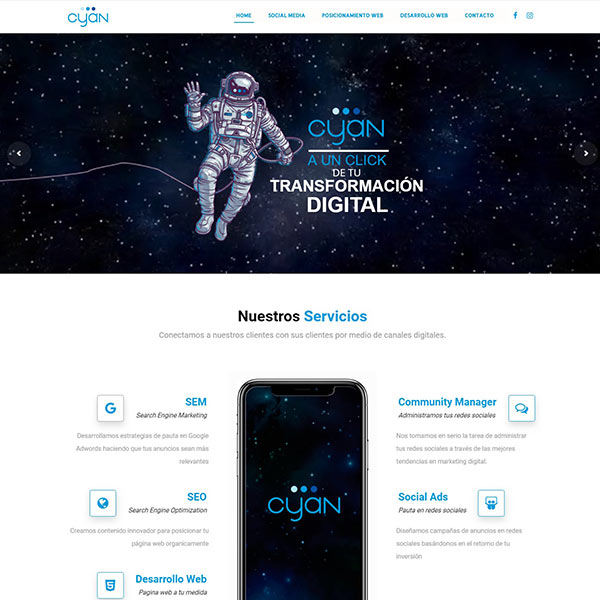 cyan
HOME SOCIAL MEDIA POSICIONAMIENTO WEB DESARROLLO WEB CONTACTO
cyan
A UN CLICK
DE TU
TRANSFORMACIÓN
DIGITAL
Nuestros Servicios
Conectamos a nuestros clientes con sus clientes por medio de canales digitales.
SEM
Search Engine Marketing
Desarrollamos estrategias de pauta en Google
Adwords haciendo que tus anuncios sean más
relevantes
SEO
Search Engine Optimization
Creamos contenido innovador para posicionar tu
página web organicamente
Desarrollo Web
Pagina web a tu medida
cyan
Community Manager
Administramos tus redes sociales
Nos tomamos en serio la tarea de administrar
tus redes sociales a través de las mejores
tendencias en marketing digital.
Social Ads
Pauta en redes sociales
Diseñamos campañas de anuncios en redes
sociales basándonos en el retorno de tu
inversión